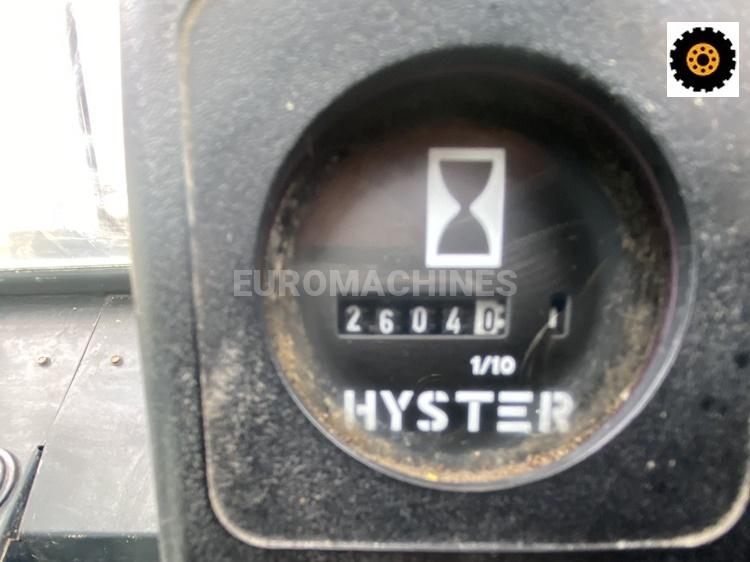 EUROMACHINES
26040
1/10
HYSTER